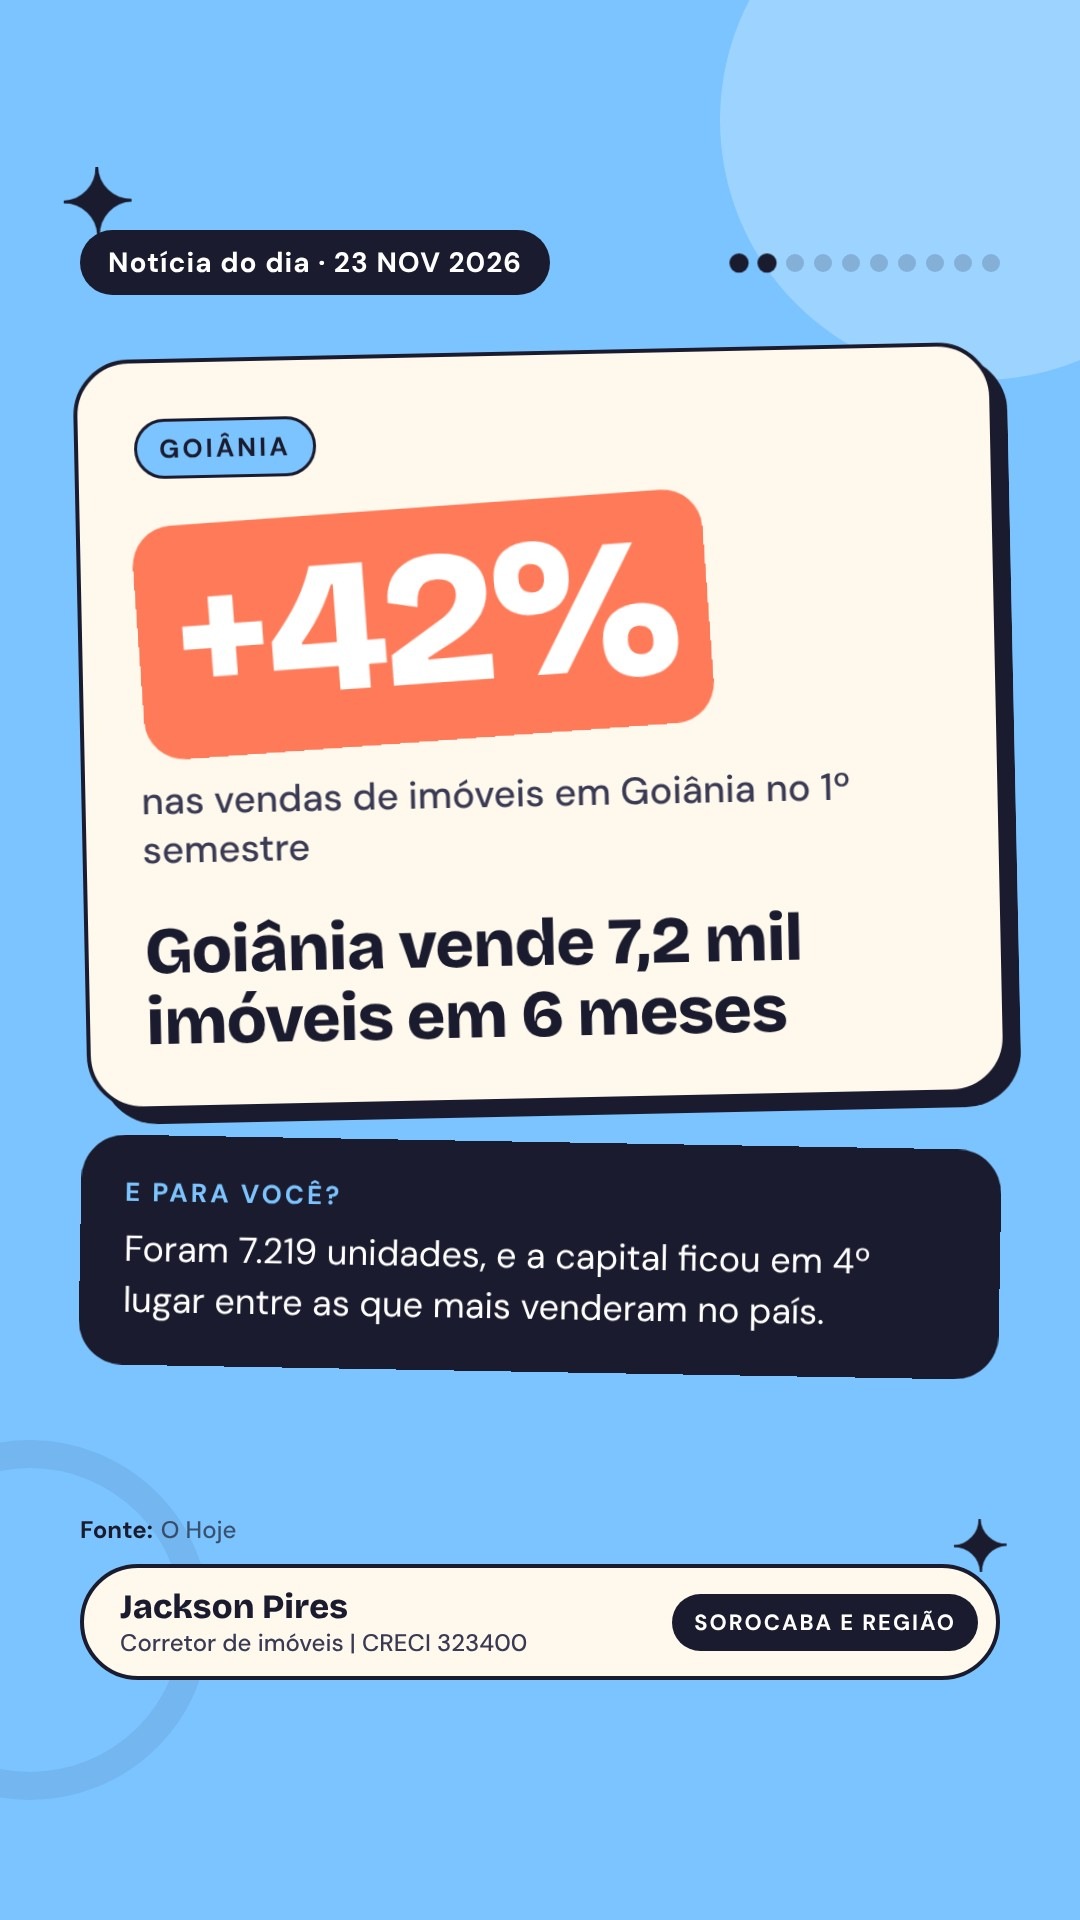 Notícia do dia · 23 NOV 2026
GOIÂNIA
+42%
nas vendas de imóveis em Goiânia no 1º
semestre
Goiânia vende 7,2 mil
imóveis em 6 meses
E PARA VOCÊ?
Foram 7.219 unidades, e a capital ficou em 4º
lugar entre as que mais venderam no país.
Fonte: O Hoje
Jackson Pires
Corretor de imóveis | CRECI 323400
SOROCABA E REGIÃO